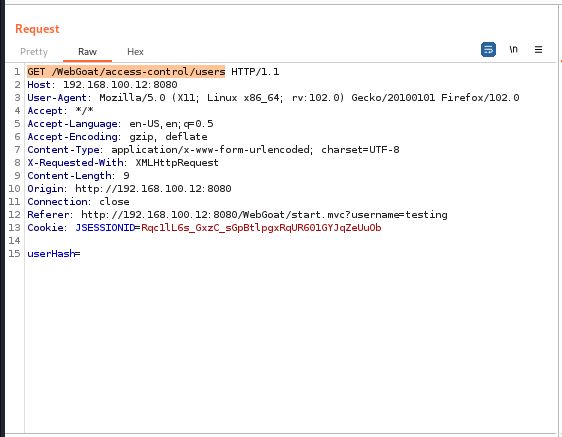 Request
Pretty Raw Hex \n
1 GET /WebGoat/access-control/users HTTP/1.1
2 Host: 192.168.100.12:8080
3 User-Agent: Mozilla/5.0 (X11; Linux x86_64; rv:102.0) Gecko/20100101 Firefox/102.0
4 Accept: */*
5 Accept-Language: en-US,en;q=0.5
6 Accept-Encoding: gzip, deflate
7 Content-Type: application/x-www-form-urlencoded; charset=UTF-8
8 X-Requested-With: XMLHttpRequest
9 Content-Length: 9
10 Origin: http://192.168.100.12:8080
11 Connection: close
12 Referer: http://192.168.100.12:8080/WebGoat/start.mvc?username=testing
13 Cookie: JSESSIONID=Rqc1lL6s_GxzC_sGpBtlpgxRqUR601GYJqZeUuOb
14
15 userHash=